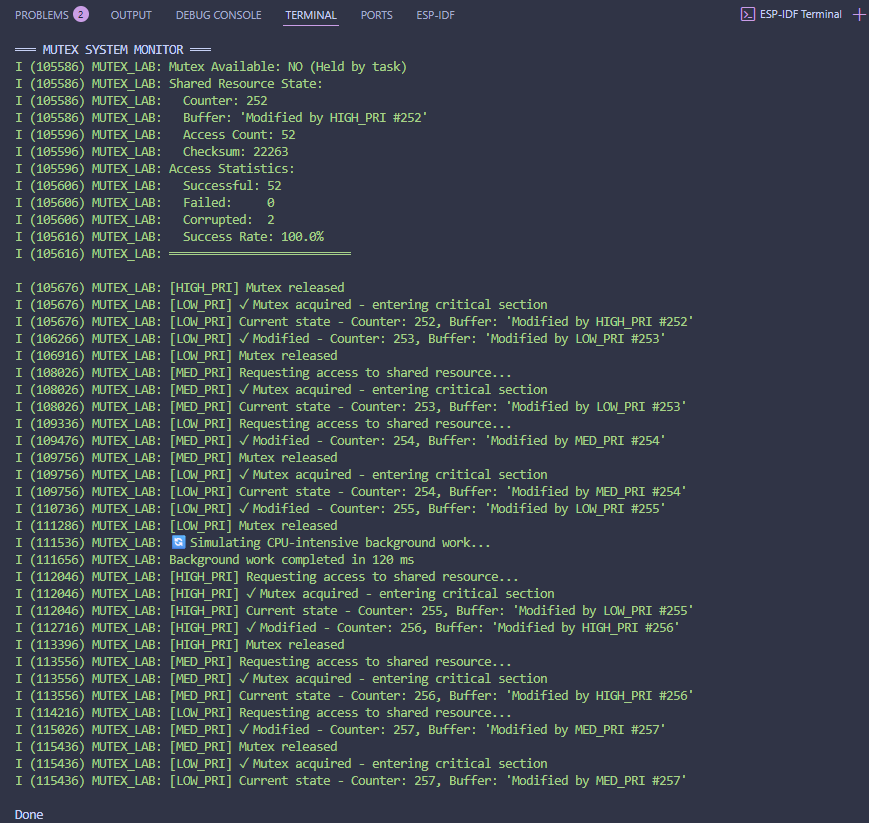 PROBLEMS 2 OUTPUT DEBUG CONSOLE TERMINAL PORTS ESP-IDF ESP-IDF Terminal
═══ MUTEX SYSTEM MONITOR ═══
I (105586) MUTEX_LAB: Mutex Available: NO (Held by task)
I (105586) MUTEX_LAB: Shared Resource State:
I (105586) MUTEX_LAB:   Counter: 252
I (105586) MUTEX_LAB:   Buffer: 'Modified by HIGH_PRI #252'
I (105596) MUTEX_LAB:   Access Count: 52
I (105596) MUTEX_LAB:   Checksum: 22263
I (105596) MUTEX_LAB: Access Statistics:
I (105606) MUTEX_LAB:   Successful: 52
I (105606) MUTEX_LAB:   Failed:     0
I (105606) MUTEX_LAB:   Corrupted:  2
I (105616) MUTEX_LAB:   Success Rate: 100.0%
I (105616) MUTEX_LAB: ══════════════════════════
I (105676) MUTEX_LAB: [HIGH_PRI] Mutex released
I (105676) MUTEX_LAB: [LOW_PRI] ✓ Mutex acquired - entering critical section
I (105676) MUTEX_LAB: [LOW_PRI] Current state - Counter: 252, Buffer: 'Modified by HIGH_PRI #252'
I (106266) MUTEX_LAB: [LOW_PRI] ✓ Modified - Counter: 253, Buffer: 'Modified by LOW_PRI #253'
I (106916) MUTEX_LAB: [LOW_PRI] Mutex released
I (108026) MUTEX_LAB: [MED_PRI] Requesting access to shared resource...
I (108026) MUTEX_LAB: [MED_PRI] ✓ Mutex acquired - entering critical section
I (108026) MUTEX_LAB: [MED_PRI] Current state - Counter: 253, Buffer: 'Modified by LOW_PRI #253'
I (109336) MUTEX_LAB: [LOW_PRI] Requesting access to shared resource...
I (109476) MUTEX_LAB: [MED_PRI] ✓ Modified - Counter: 254, Buffer: 'Modified by MED_PRI #254'
I (109756) MUTEX_LAB: [MED_PRI] Mutex released
I (109756) MUTEX_LAB: [LOW_PRI] ✓ Mutex acquired - entering critical section
I (109756) MUTEX_LAB: [LOW_PRI] Current state - Counter: 254, Buffer: 'Modified by MED_PRI #254'
I (110736) MUTEX_LAB: [LOW_PRI] ✓ Modified - Counter: 255, Buffer: 'Modified by LOW_PRI #255'
I (111286) MUTEX_LAB: [LOW_PRI] Mutex released
I (111536) MUTEX_LAB: 🔄 Simulating CPU-intensive background work...
I (111656) MUTEX_LAB: Background work completed in 120 ms
I (112046) MUTEX_LAB: [HIGH_PRI] Requesting access to shared resource...
I (112046) MUTEX_LAB: [HIGH_PRI] ✓ Mutex acquired - entering critical section
I (112046) MUTEX_LAB: [HIGH_PRI] Current state - Counter: 255, Buffer: 'Modified by LOW_PRI #255'
I (112716) MUTEX_LAB: [HIGH_PRI] ✓ Modified - Counter: 256, Buffer: 'Modified by HIGH_PRI #256'
I (113396) MUTEX_LAB: [HIGH_PRI] Mutex released
I (113556) MUTEX_LAB: [MED_PRI] Requesting access to shared resource...
I (113556) MUTEX_LAB: [MED_PRI] ✓ Mutex acquired - entering critical section
I (113556) MUTEX_LAB: [MED_PRI] Current state - Counter: 256, Buffer: 'Modified by HIGH_PRI #256'
I (114216) MUTEX_LAB: [LOW_PRI] Requesting access to shared resource...
I (115026) MUTEX_LAB: [MED_PRI] ✓ Modified - Counter: 257, Buffer: 'Modified by MED_PRI #257'
I (115436) MUTEX_LAB: [MED_PRI] Mutex released
I (115436) MUTEX_LAB: [LOW_PRI] ✓ Mutex acquired - entering critical section
I (115436) MUTEX_LAB: [LOW_PRI] Current state - Counter: 257, Buffer: 'Modified by MED_PRI #257'
Done